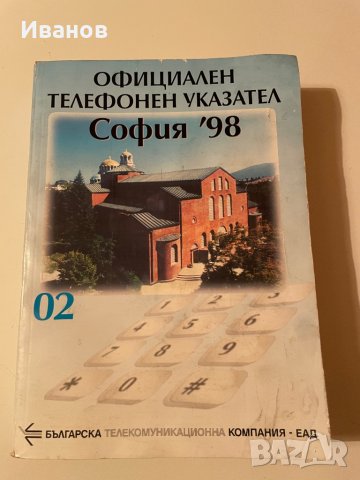 Иванов
ОФИЦИАЛЕН
ТЕЛЕФОНЕН УКАЗАТЕЛ
София '98
02
1 2 3
4 5 6
7 8 9
* 0 #
БЪЛГАРСКА ТЕЛЕКОМУНИКАЦИОННА КОМПАНИЯ - ЕАД
BAZAR